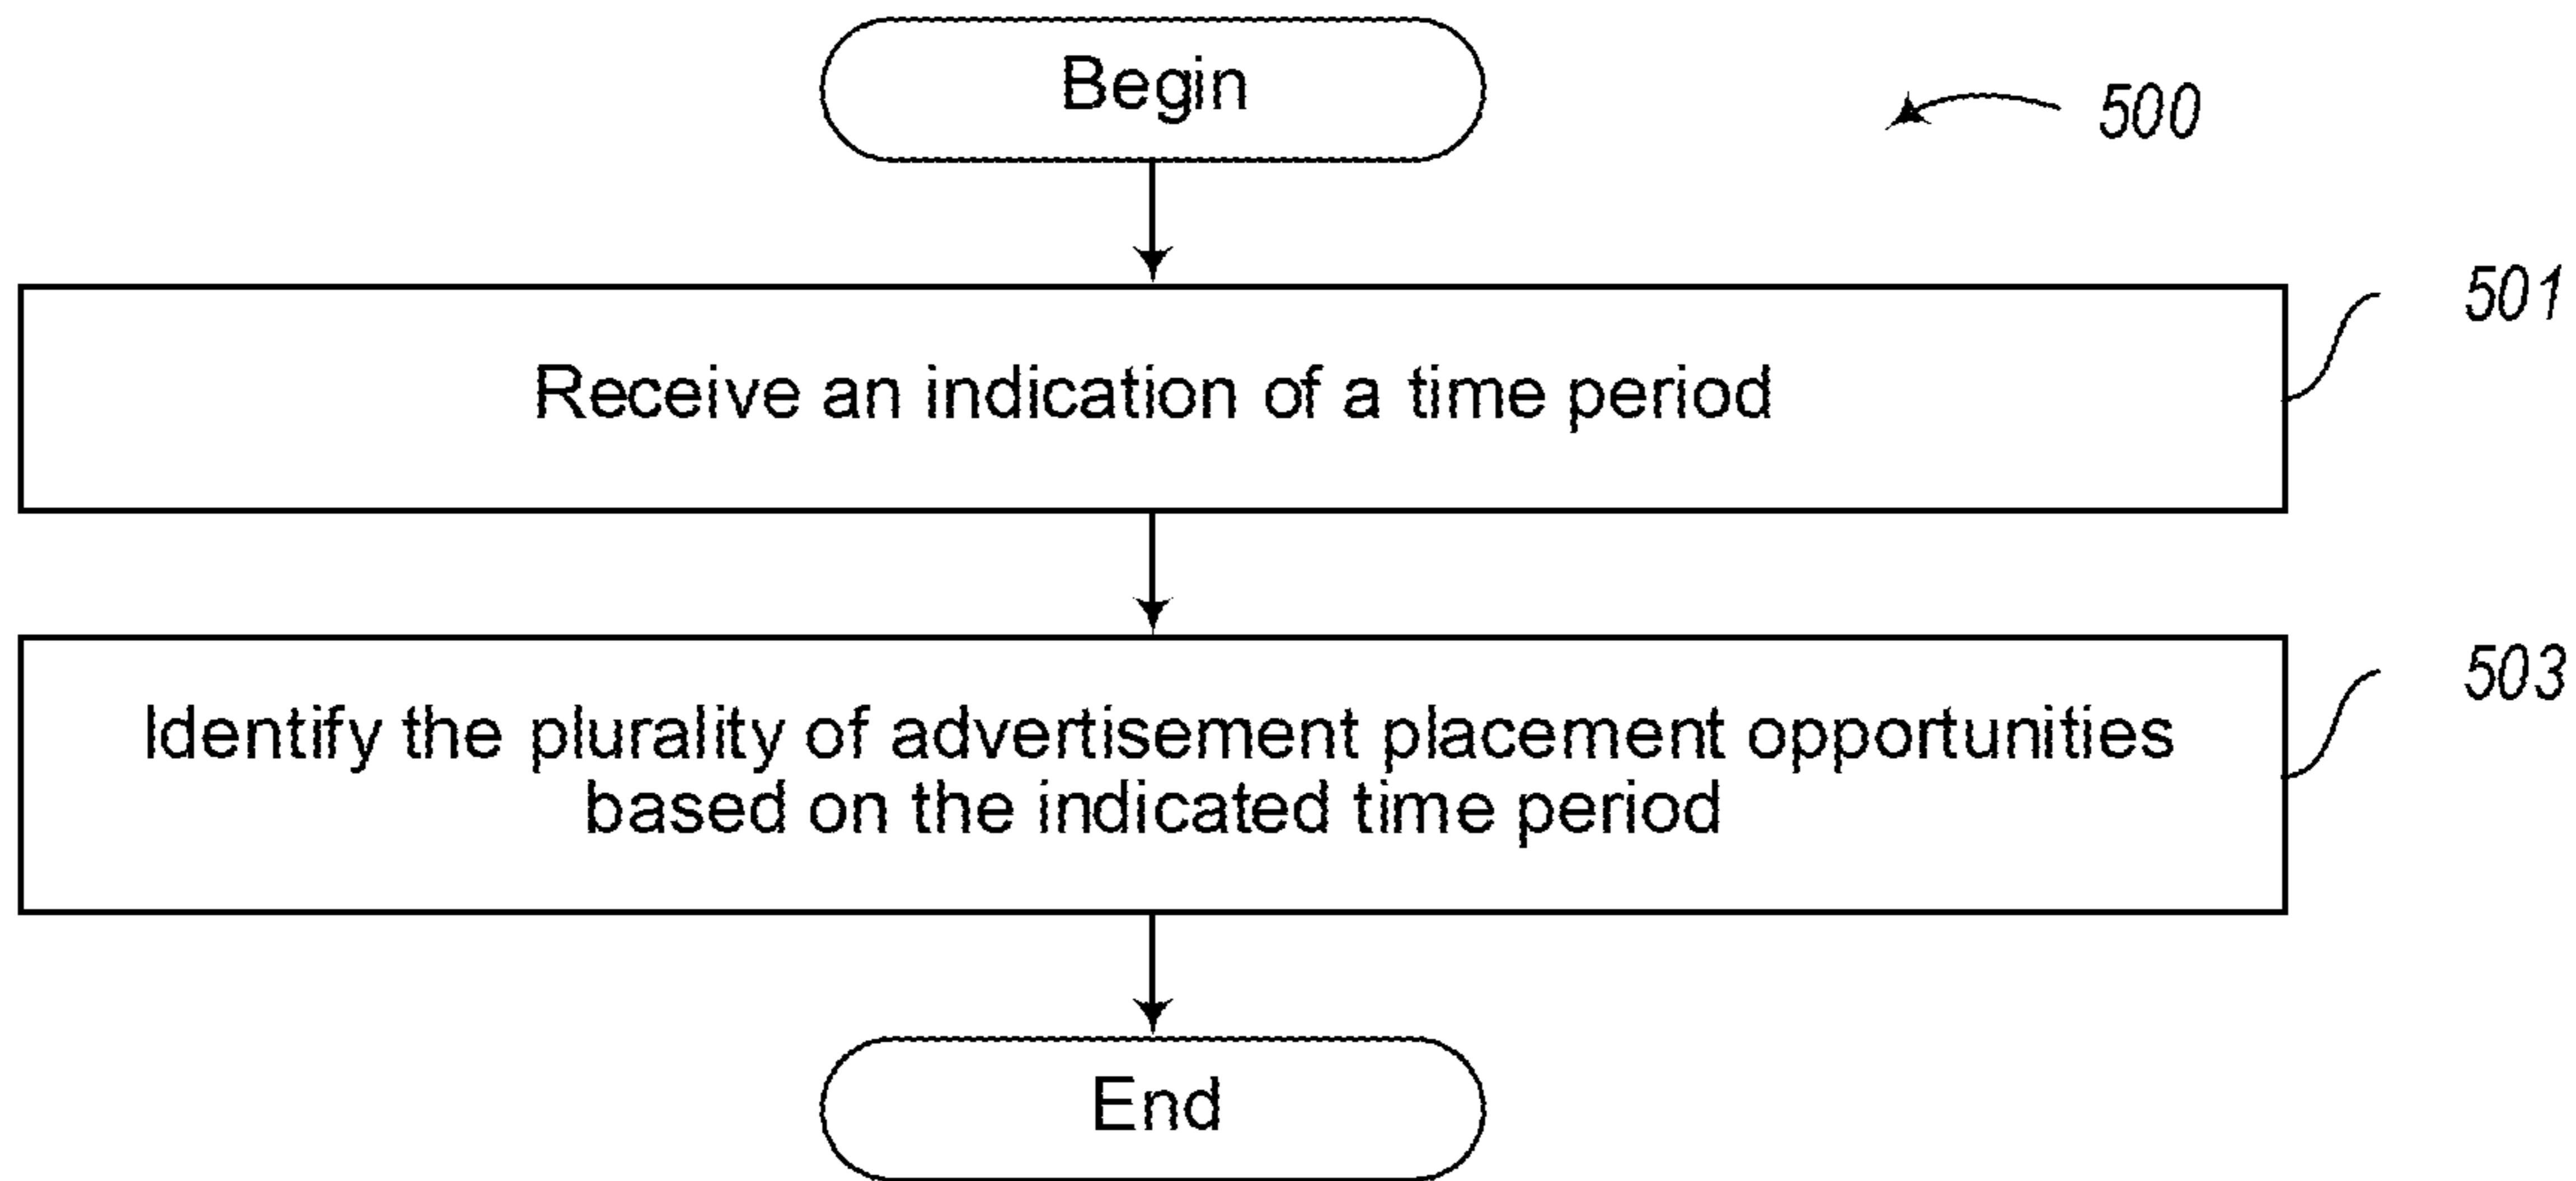 Begin
500
501
Receive an indication of a time period
503
Identify the plurality of advertisement placement opportunities
based on the indicated time period
End